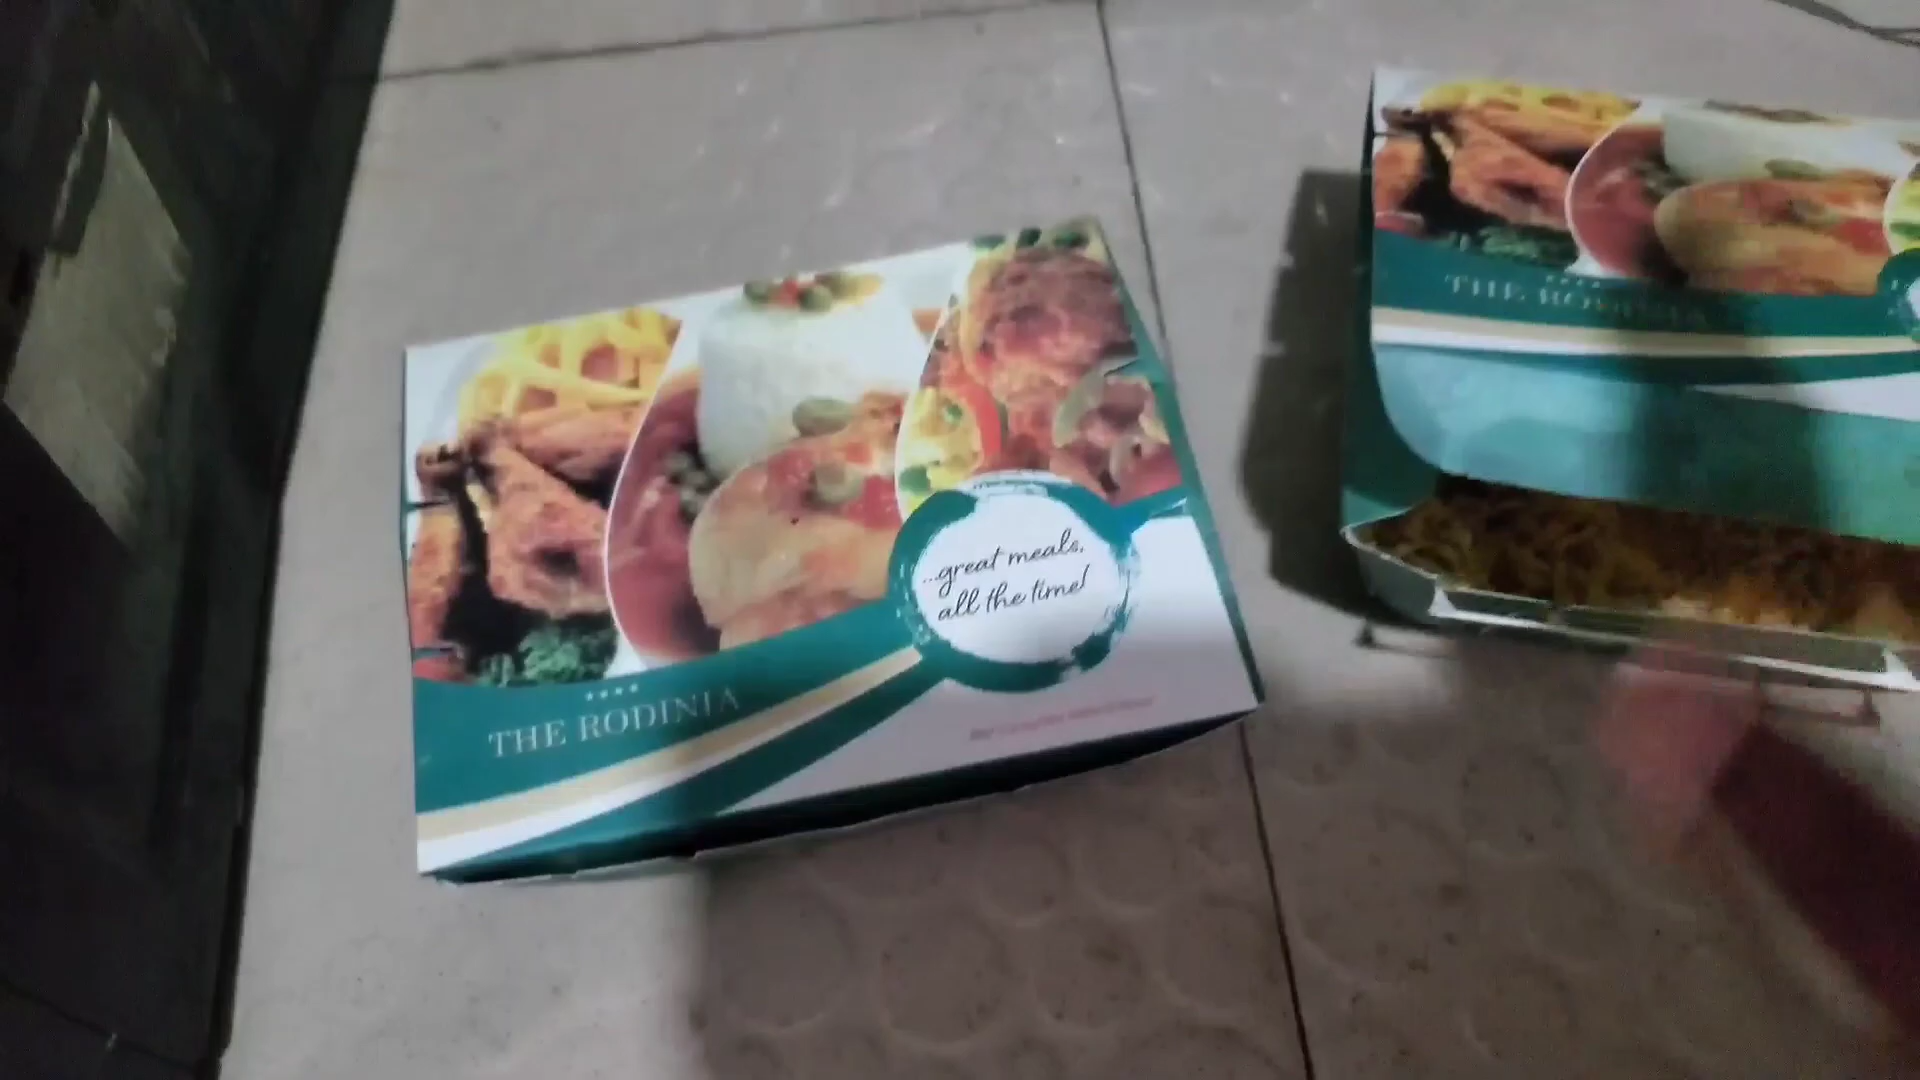 ...great meals,
all the time!
THE RODINIA
THE RODINIA